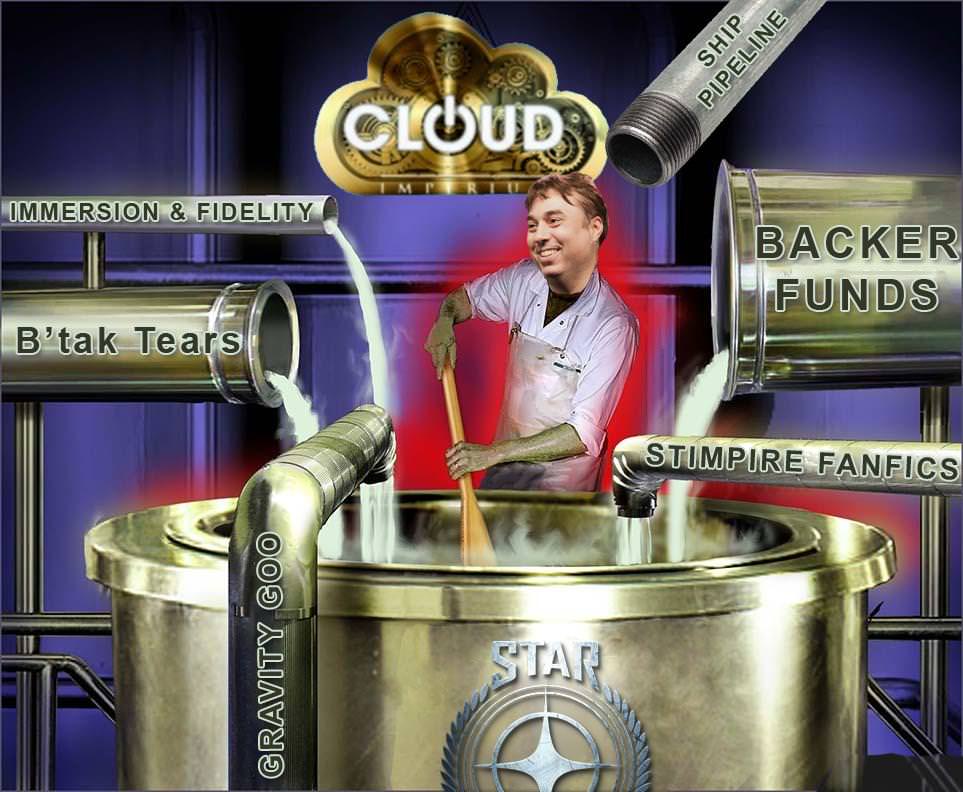 SHIP
PIPELINE
CLOUD
IMPERIUM
IMMERSION & FIDELITY
BACKER
FUNDS
B'tak Tears
STIMPIRE FANFICS
GRAVITY GOO
STAR